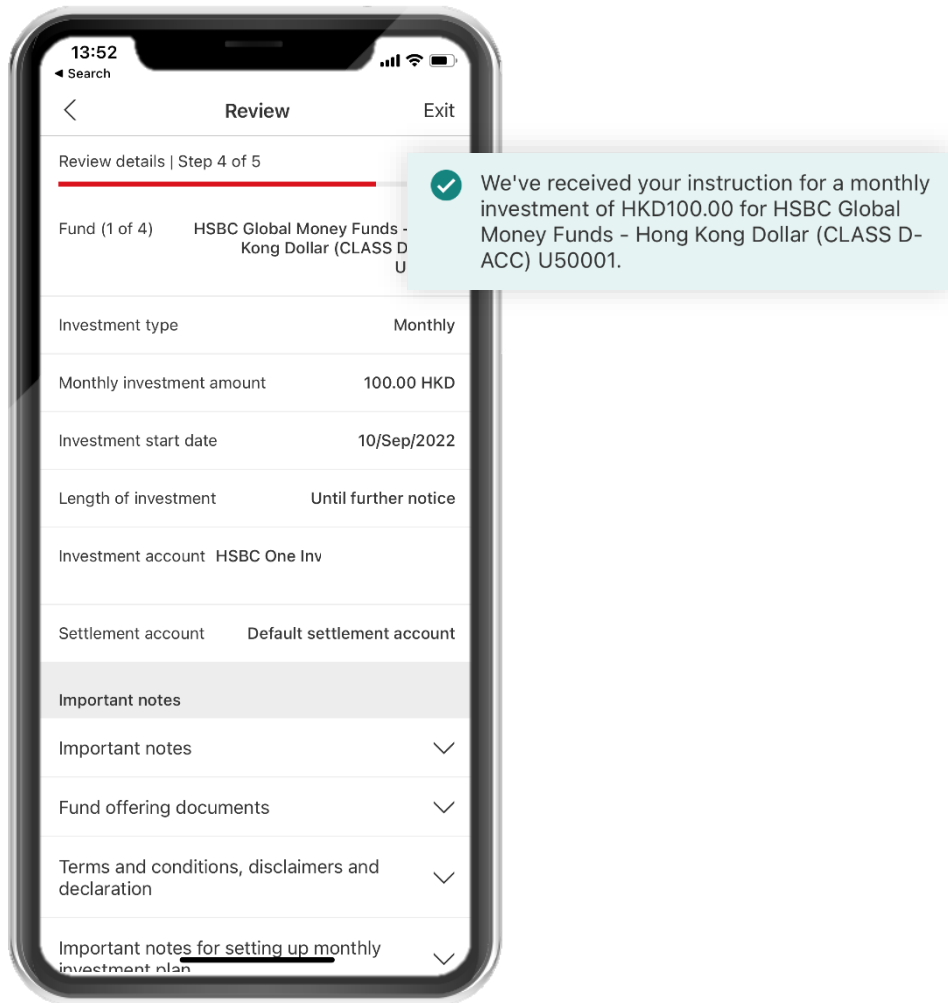 13:52
Search
Review
Exit
Review details | Step 4 of 5
We've received your instruction for a monthly
investment of HKD100.00 for HSBC Global
Money Funds - Hong Kong Dollar (CLASS D-
ACC) U50001.
Fund (1 of 4)
HSBC Global Money Funds -
Kong Dollar (CLASS D
U
Investment type
Monthly
Monthly investment amount
100.00 HKD
Investment start date
10/Sep/2022
Length of investment
Until further notice
Investment account
HSBC One Inv
Settlement account
Default settlement account
Important notes
Important notes
Fund offering documents
Terms and conditions, disclaimers and
declaration
Important notes for setting up monthly
investment plan